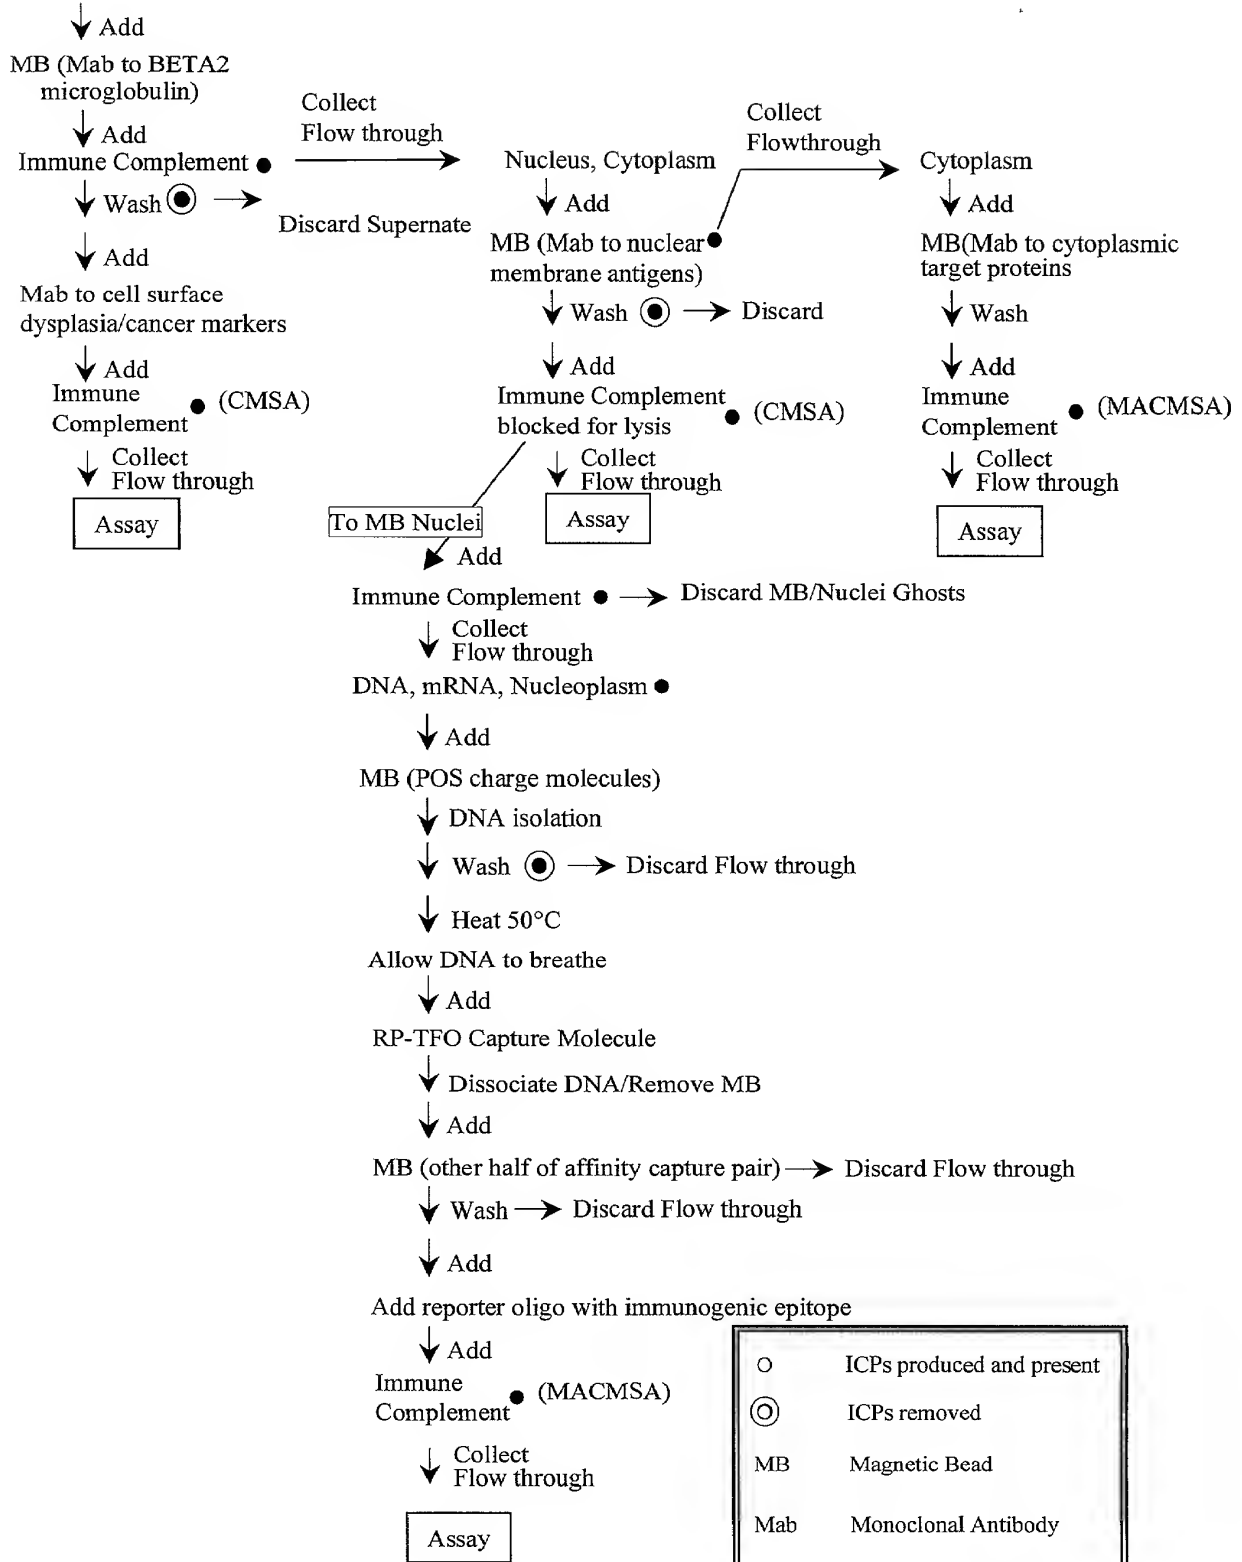 Add
MB (Mab to BETA2
microglobulin)
Add
Immune Complement
Wash
Discard Supernate
Add
Mab to cell surface
dysplasia/cancer markers
Add
Immune
Complement
(CMSA)
Collect
Flow through
Assay
Collect
Flow through
Nucleus, Cytoplasm
Add
MB (Mab to nuclear
membrane antigens)
Wash
Discard
Add
Immune Complement
blocked for lysis
(CMSA)
Collect
Flow through
Assay
Collect
Flowthrough
Cytoplasm
Add
MB(Mab to cytoplasmic
target proteins
Wash
Add
Immune
Complement
(MACMSA)
Collect
Flow through
Assay
To MB Nuclei
Add
Immune Complement
Discard MB/Nuclei Ghosts
Collect
Flow through
DNA, mRNA, Nucleoplasm
Add
MB (POS charge molecules)
DNA isolation
Wash
Discard Flow through
Heat 50°C
Allow DNA to breathe
Add
RP-TFO Capture Molecule
Dissociate DNA/Remove MB
Add
MB (other half of affinity capture pair)
Discard Flow through
Wash
Discard Flow through
Add
Add reporter oligo with immunogenic epitope
Add
Immune
Complement
(MACMSA)
Collect
Flow through
Assay
ICPs produced and present
ICPs removed
MB Magnetic Bead
Mab Monoclonal Antibody